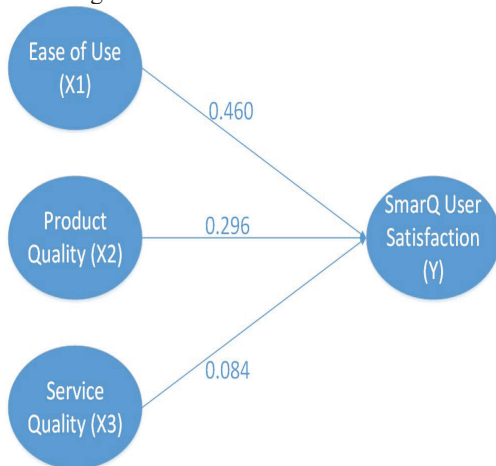 Ease of Use
(X1)
0.460
Product
Quality (X2)
0.296
SmarQ User
Satisfaction
(Y)
0.084
Service
Quality (X3)